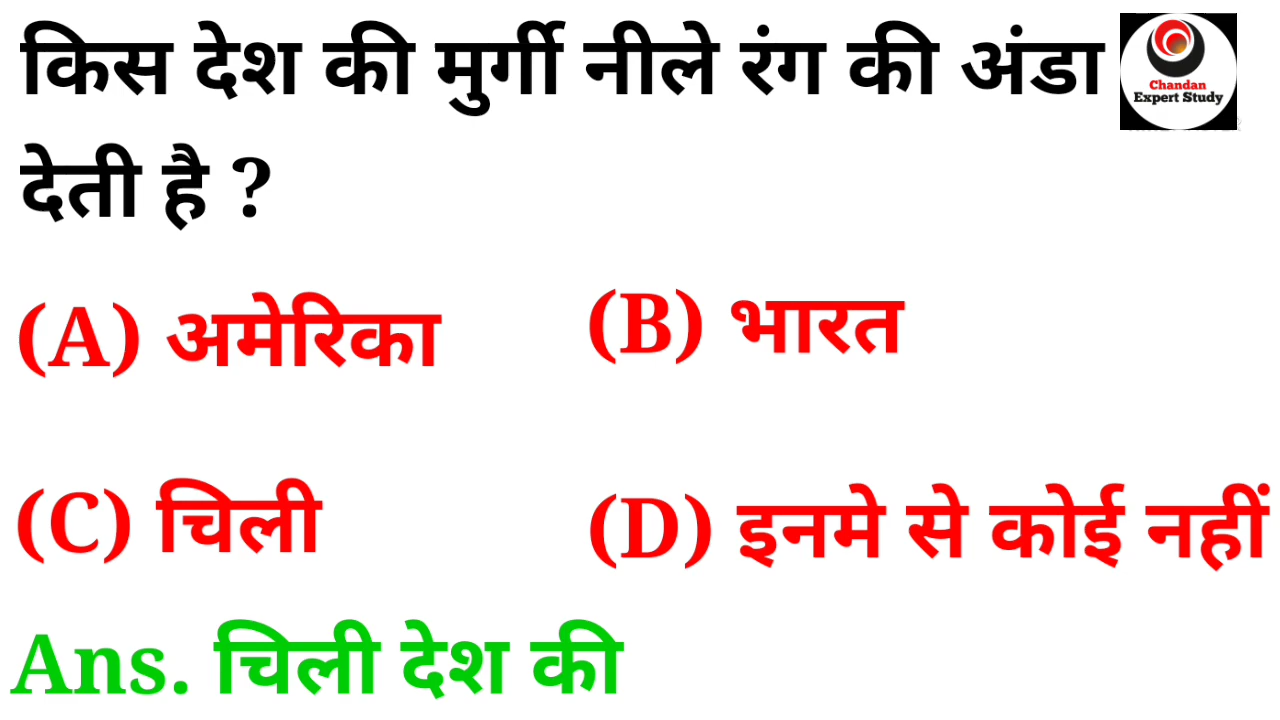 किस देश की मुर्गी नीले रंग की अंडा
Chandan
Expert Study
देती है ?
(A) अमेरिका (B) भारत
(C) चिली (D) इनमे से कोई नहीं
Ans. चिली देश की